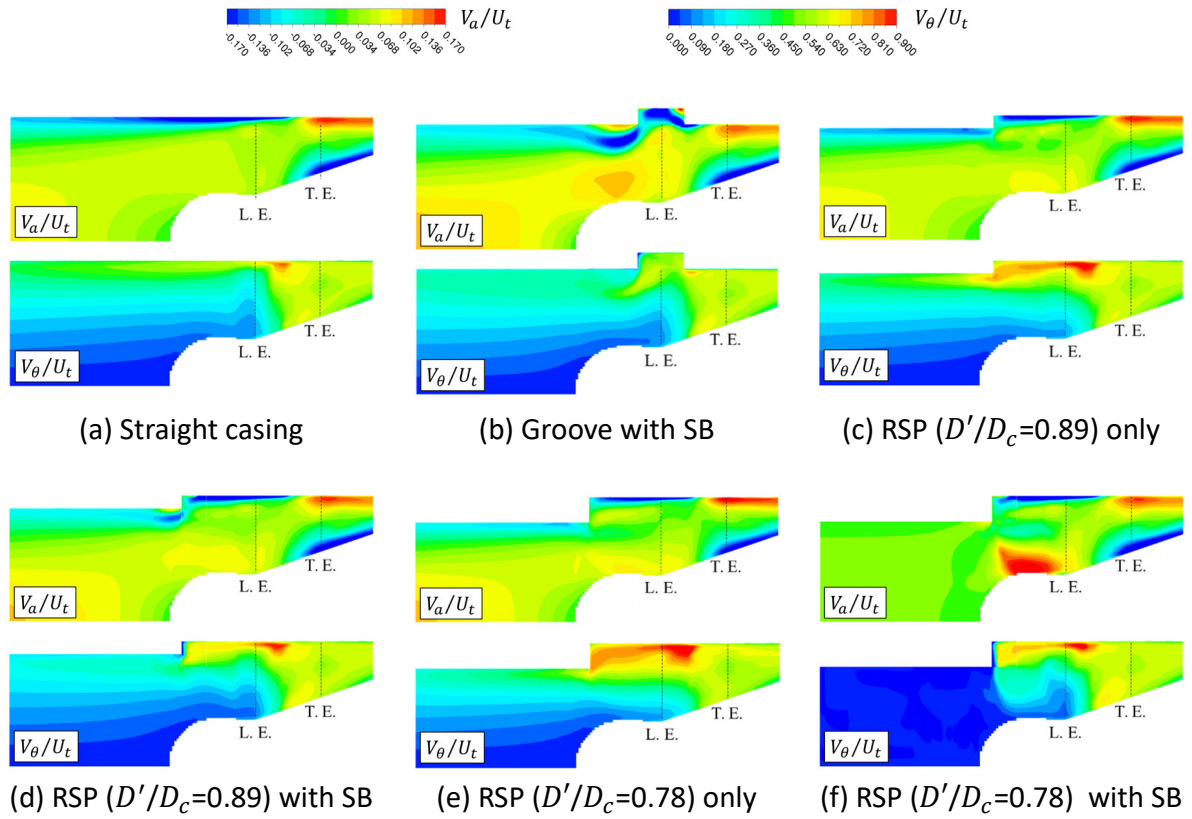 V_a/U_t
-0.170 -0.136 -0.102 -0.068 -0.034 0.000 0.034 0.068 0.102 0.136 0.170
V_θ/U_t
0.000 0.090 0.180 0.270 0.360 0.450 0.540 0.630 0.720 0.810 0.900
V_a/U_t
L. E.
T. E.
V_a/U_t
L. E.
T. E.
V_a/U_t
L. E.
T. E.
V_θ/U_t
L. E.
T. E.
V_θ/U_t
L. E.
T. E.
V_θ/U_t
L. E.
T. E.
(a) Straight casing
(b) Groove with SB
(c) RSP (D′/D_c=0.89) only
V_a/U_t
L. E.
T. E.
V_a/U_t
L. E.
T. E.
V_a/U_t
L. E.
T. E.
V_θ/U_t
L. E.
T. E.
V_θ/U_t
L. E.
T. E.
V_θ/U_t
L. E.
T. E.
(d) RSP (D′/D_c=0.89) with SB
(e) RSP (D′/D_c=0.78) only
(f) RSP (D′/D_c=0.78) with SB